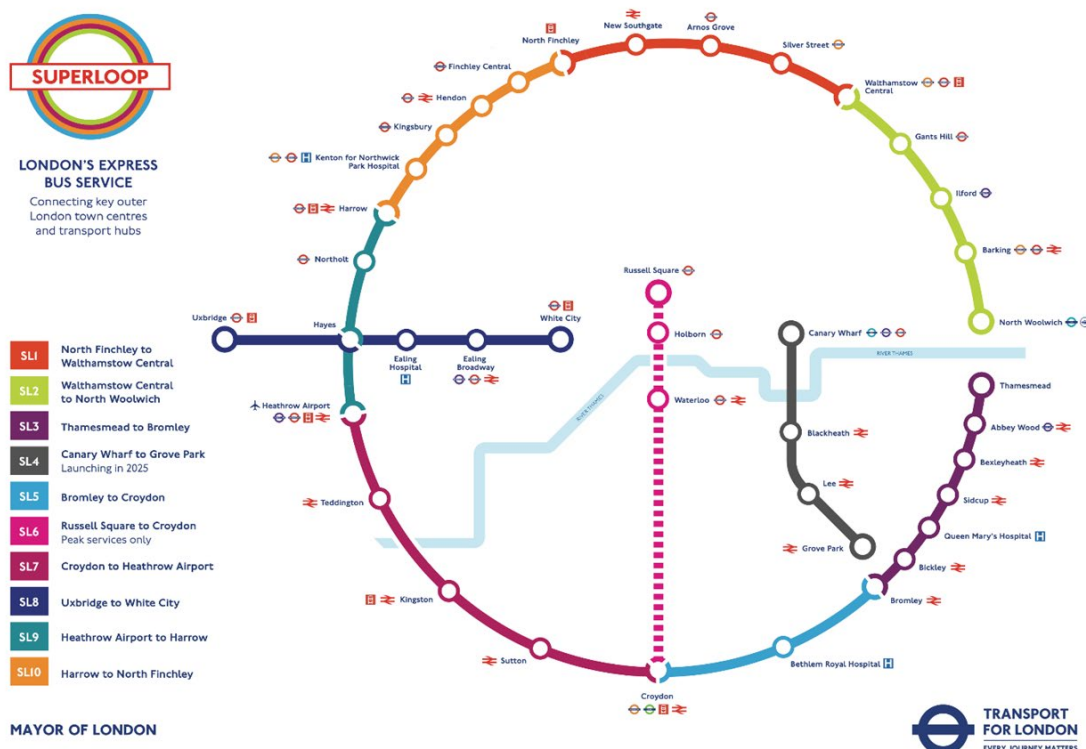 SUPERLOOP
LONDON'S EXPRESS
BUS SERVICE
Connecting key outer
London town centres
and transport hubs
SL1 North Finchley to
Walthamstow Central
SL2 Walthamstow Central
to North Woolwich
SL3 Thamesmead to Bromley
SL4 Canary Wharf to Grove Park
Launching in 2025
SL5 Bromley to Croydon
SL6 Russell Square to Croydon
Peak services only
SL7 Croydon to Heathrow Airport
SL8 Uxbridge to White City
SL9 Heathrow Airport to Harrow
SL10 Harrow to North Finchley
MAYOR OF LONDON
North Finchley
New Southgate
Arnos Grove
Silver Street
Walthamstow
Central
Gants Hill
Ilford
Barking
North Woolwich
Finchley Central
Hendon
Kingsbury
Kenton for Northwick
Park Hospital
H
Harrow
Northolt
Uxbridge
Hayes
Ealing
Hospital
H
Ealing
Broadway
White City
Heathrow Airport
Teddington
Kingston
Sutton
Croydon
Russell Square
Holborn
Waterloo
RIVER THAMES
RIVER THAMES
Canary Wharf
Blackheath
Lee
Grove Park
Thamesmead
Abbey Wood
Bexleyheath
Sidcup
Queen Mary's Hospital H
Bickley
Bromley
Bethlem Royal Hospital H
TRANSPORT
FOR LONDON
EVERY JOURNEY MATTERS